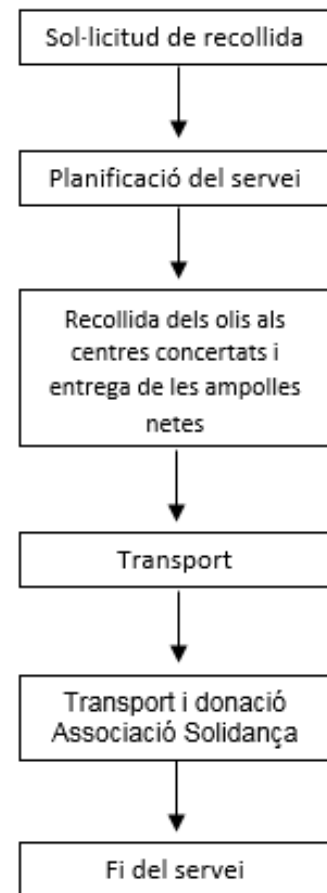 Sol·licitud de recollida
Planificació del servei
Recollida dels olis als
centres concertats i
entrega de les ampolles
netes
Transport
Transport i donació
Associació Solidança
Fi del servei